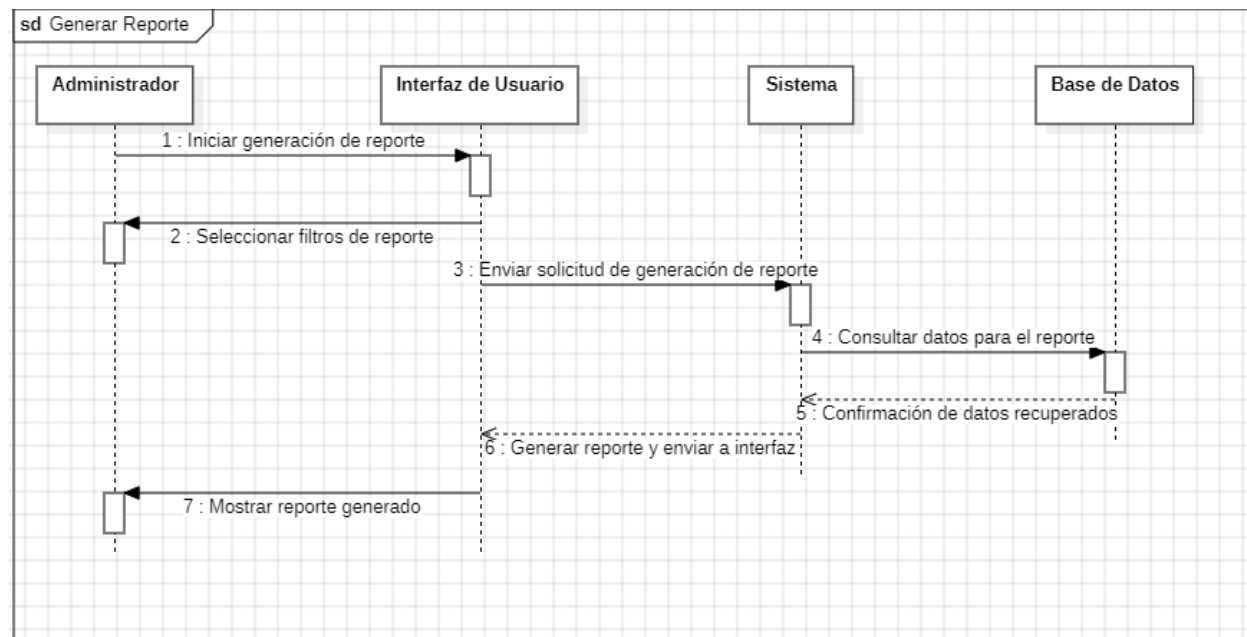 sd Generar Reporte
Administrador
Interfaz de Usuario
Sistema
Base de Datos
1 : Iniciar generación de reporte
2 : Seleccionar filtros de reporte
3 : Enviar solicitud de generación de reporte
4 : Consultar datos para el reporte
5 : Confirmación de datos recuperados
6 : Generar reporte y enviar a interfaz
7 : Mostrar reporte generado